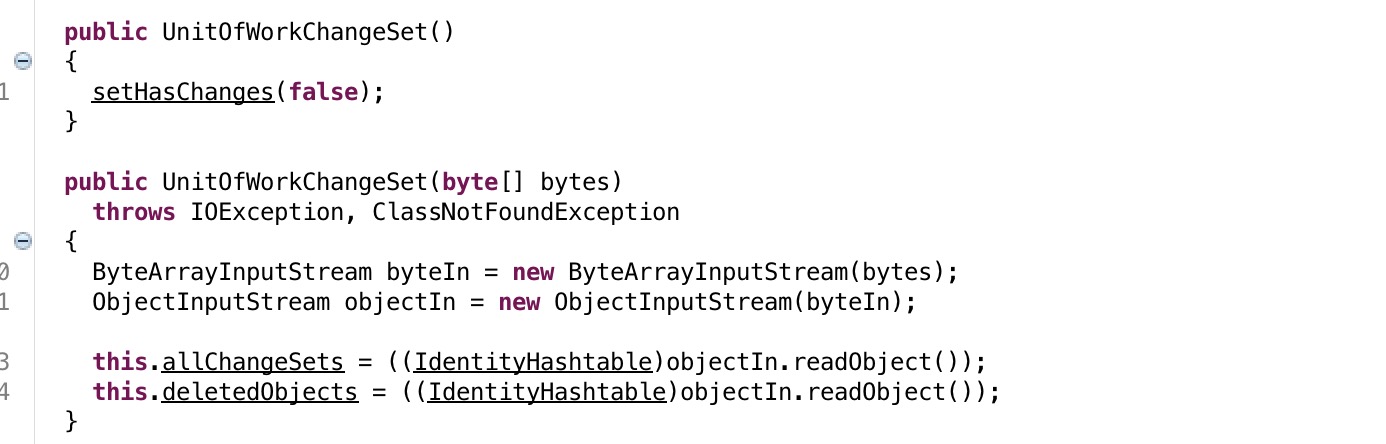 public UnitOfWorkChangeSet()
{
1 setHasChanges(false);
}
public UnitOfWorkChangeSet(byte[] bytes)
throws IOException, ClassNotFoundException
{
0 ByteArrayInputStream byteIn = new ByteArrayInputStream(bytes);
1 ObjectInputStream objectIn = new ObjectInputStream(byteIn);
3 this.allChangeSets = ((IdentityHashtable)objectIn.readObject());
4 this.deletedObjects = ((IdentityHashtable)objectIn.readObject());
}